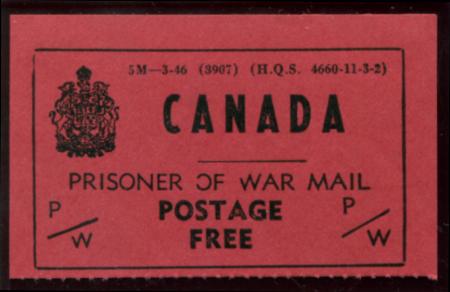 5M—3-46 (3907) (H.Q.S. 4660-11-3-2)
CANADA
PRISONER OF WAR MAIL
P/W POSTAGE P/W
FREE